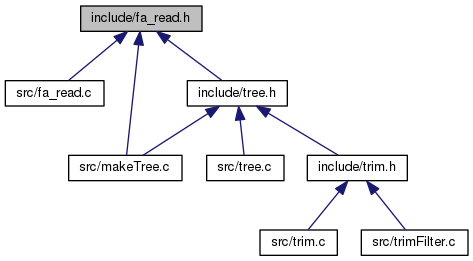 include/fa_read.h
src/fa_read.c
include/tree.h
src/makeTree.c
src/tree.c
include/trim.h
src/trim.c
src/trimFilter.c